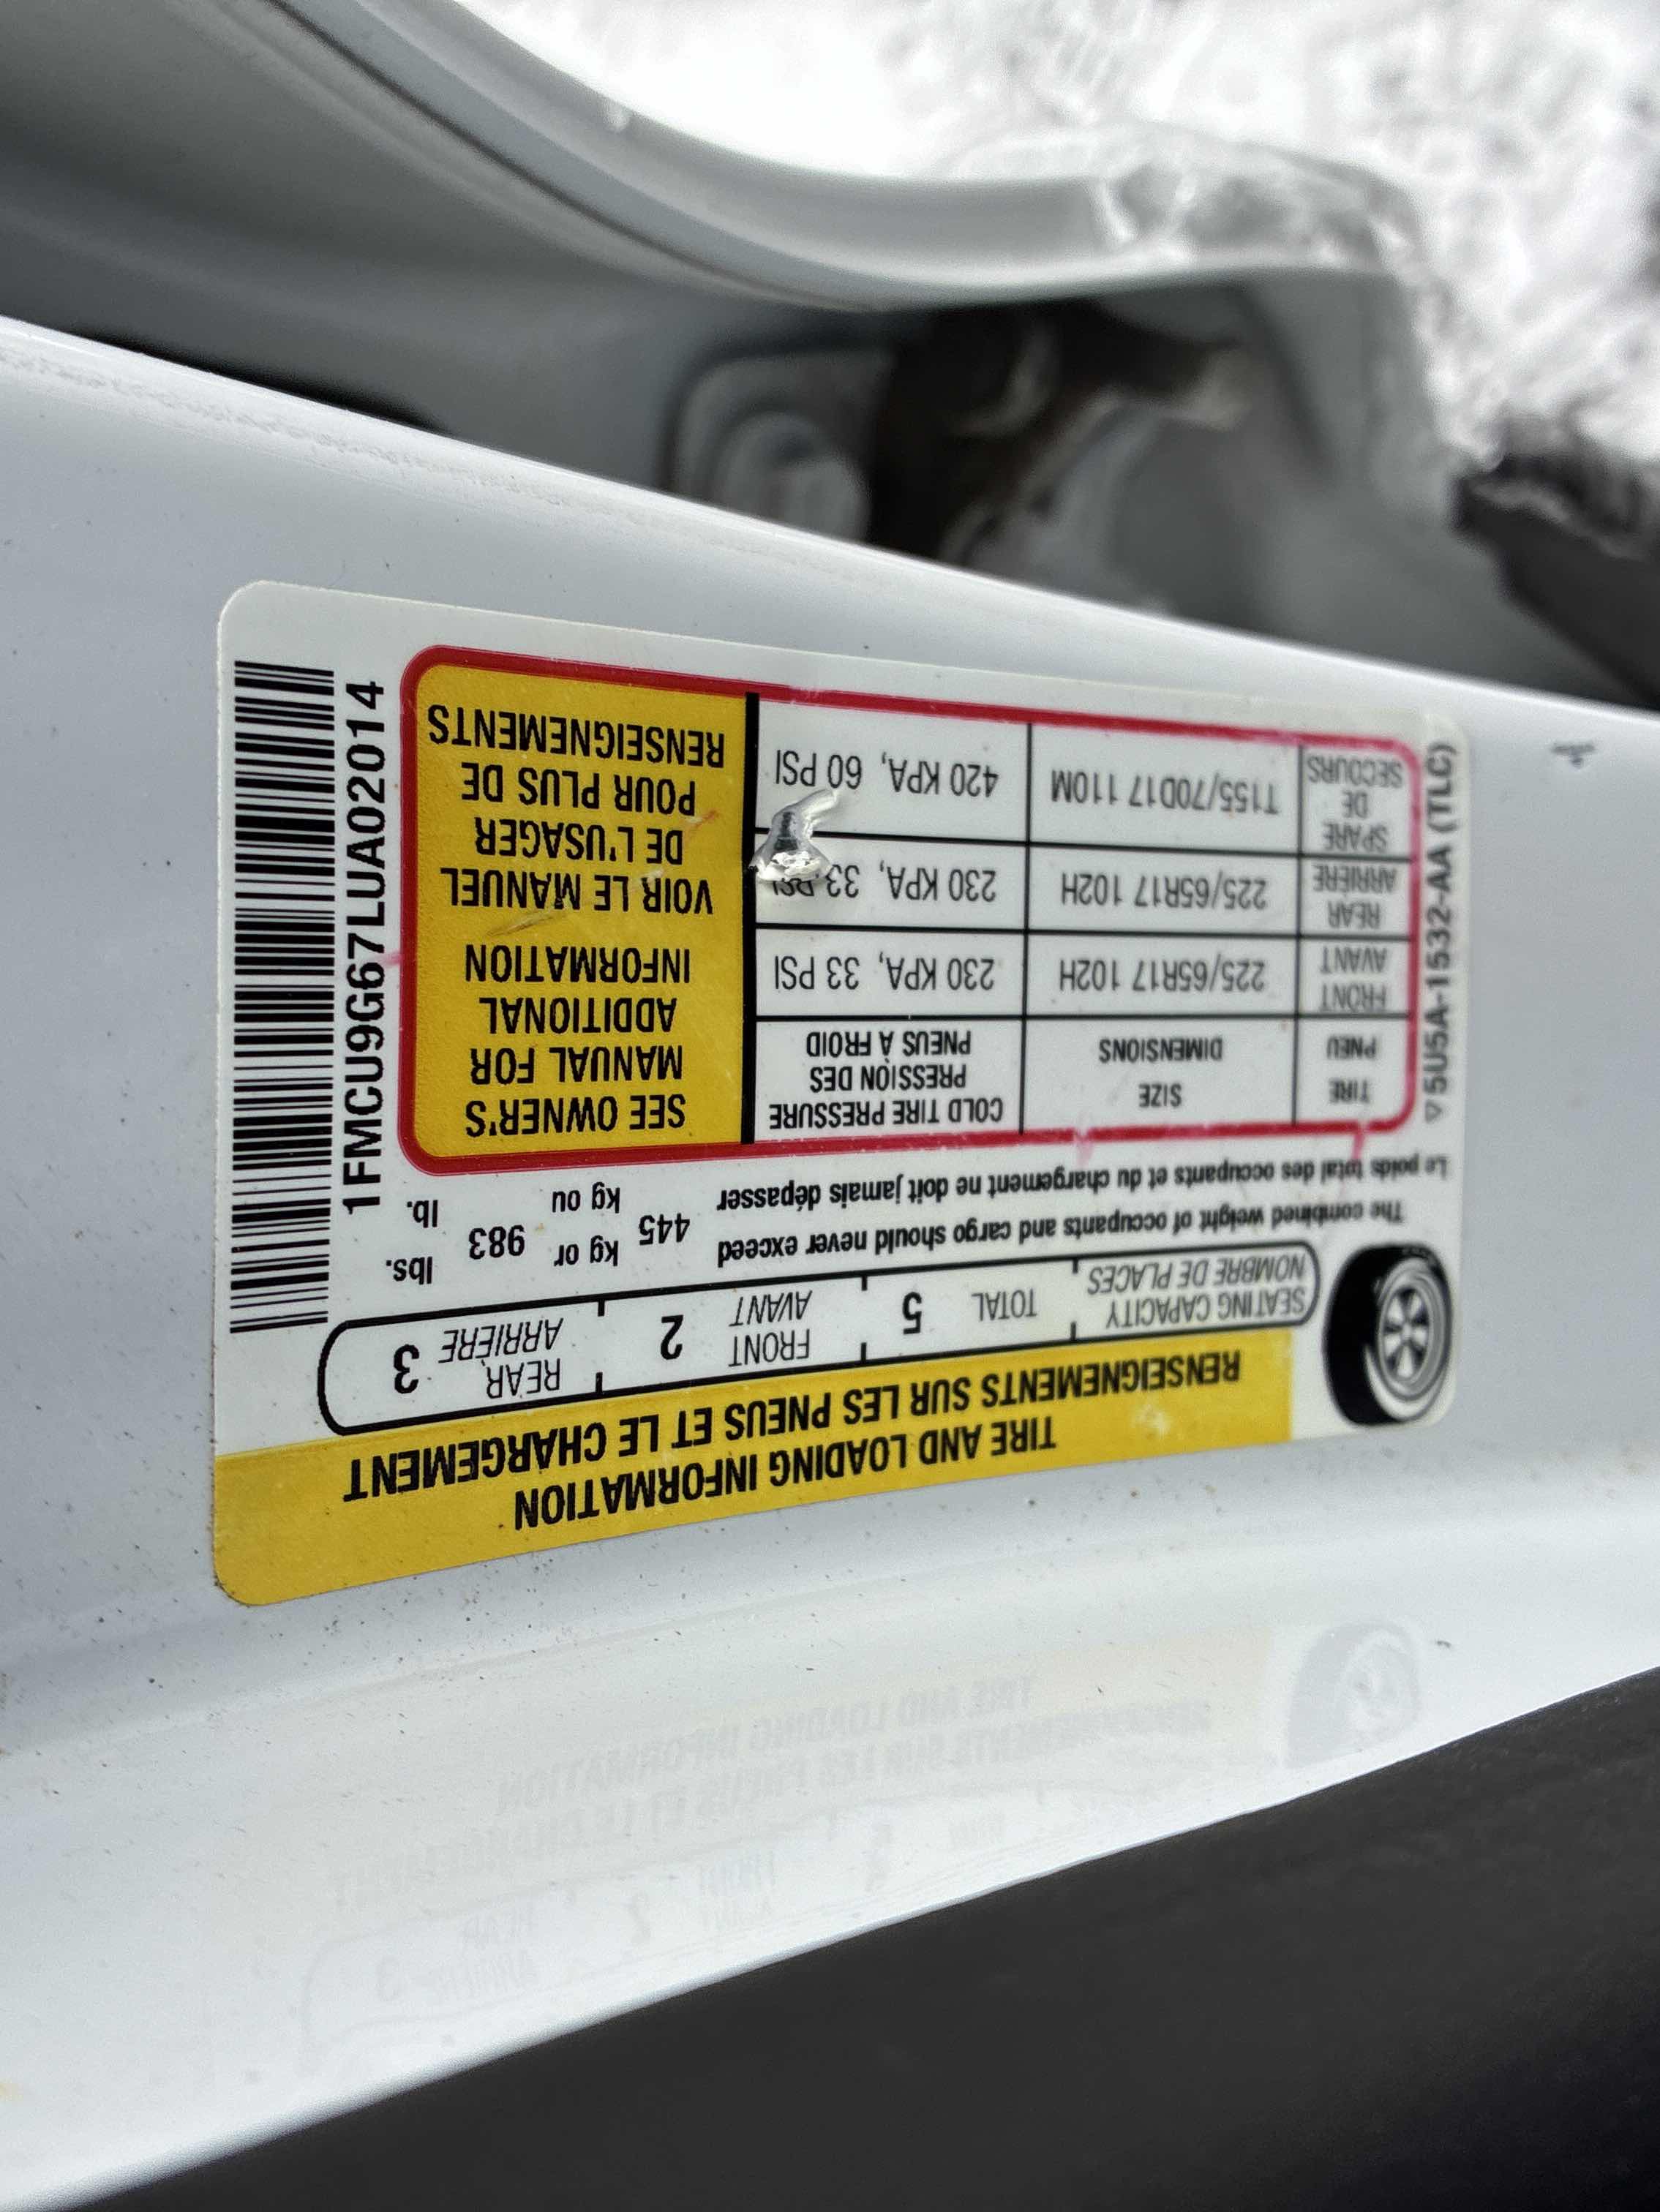 TIRE AND LOADING INFORMATION
RENSEIGNEMENTS SUR LES PNEUS ET LE CHARGEMENT
SEATING CAPACITY
NOMBRE DE PLACES
TOTAL 5
FRONT
AVANT
2
REAR
ARRIÈRE
3
The combined weight of occupants and cargo should never exceed 445 kg or 983 lbs.
Le poids total des occupants et du chargement ne doit jamais dépasser kg ou lb.
TIRE
PNEU
SIZE
DIMENSIONS
COLD TIRE PRESSURE
PRESSION DES
PNEUS À FROID
FRONT
AVANT
225/65R17 102H
230 KPA, 33 PSI
REAR
ARRIÈRE
225/65R17 102H
230 KPA, 33 PSI
SPARE
DE
SECOURS
T155/70D17 110M
420 KPA, 60 PSI
SEE OWNER'S
MANUAL FOR
ADDITIONAL
INFORMATION
VOIR LE MANUEL
DE L'USAGER
POUR PLUS DE
RENSEIGNEMENTS
▽5U5A-1532-AA (TLC)
1FMCU9G67LUA02014